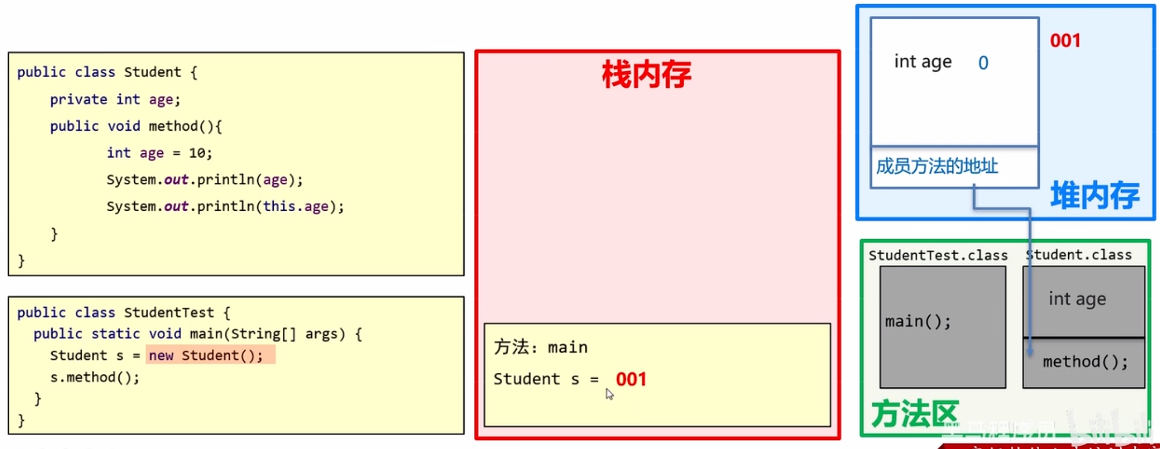 public class Student {
private int age;
public void method(){
int age = 10;
System.out.println(age);
System.out.println(this.age);
}
}
public class StudentTest {
public static void main(String[] args) {
Student s = new Student();
s.method();
}
}
栈内存
方法：main
Student s = 001
int age 0
001
成员方法的地址
堆内存
StudentTest.class
main();
Student.class
int age
method();
方法区